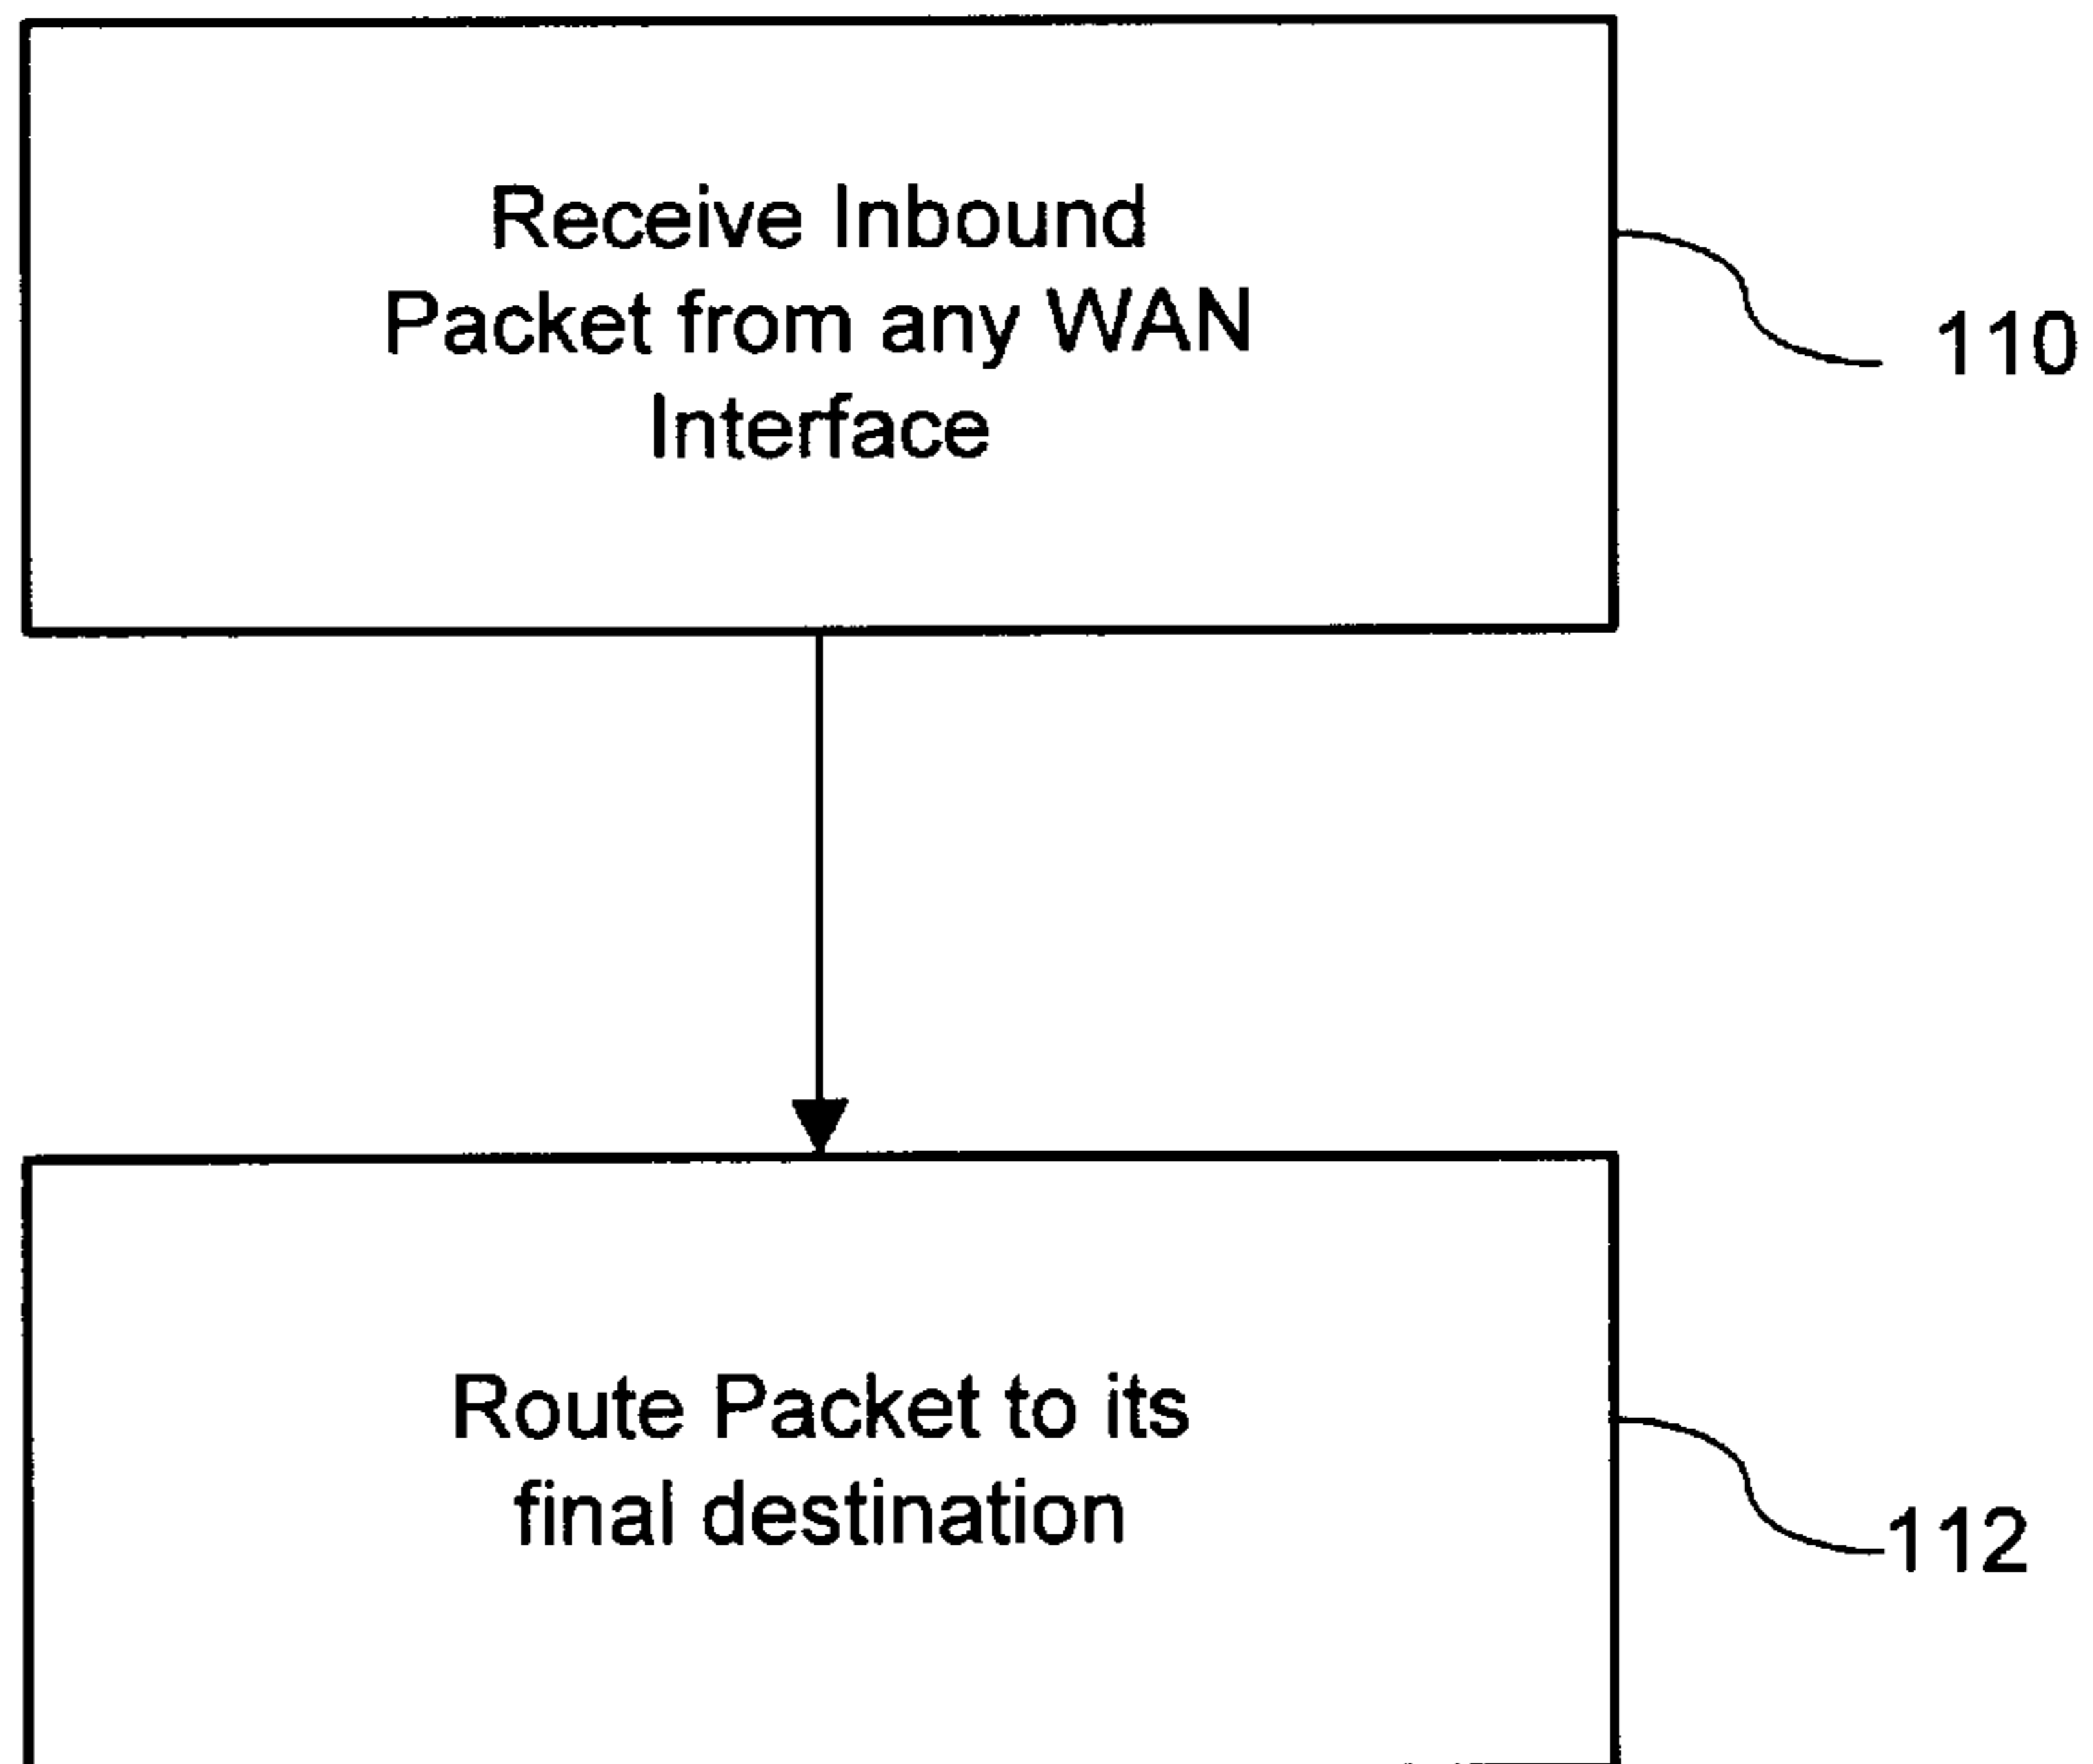 Receive Inbound
Packet from any WAN
Interface
110
Route Packet to its
final destination
112